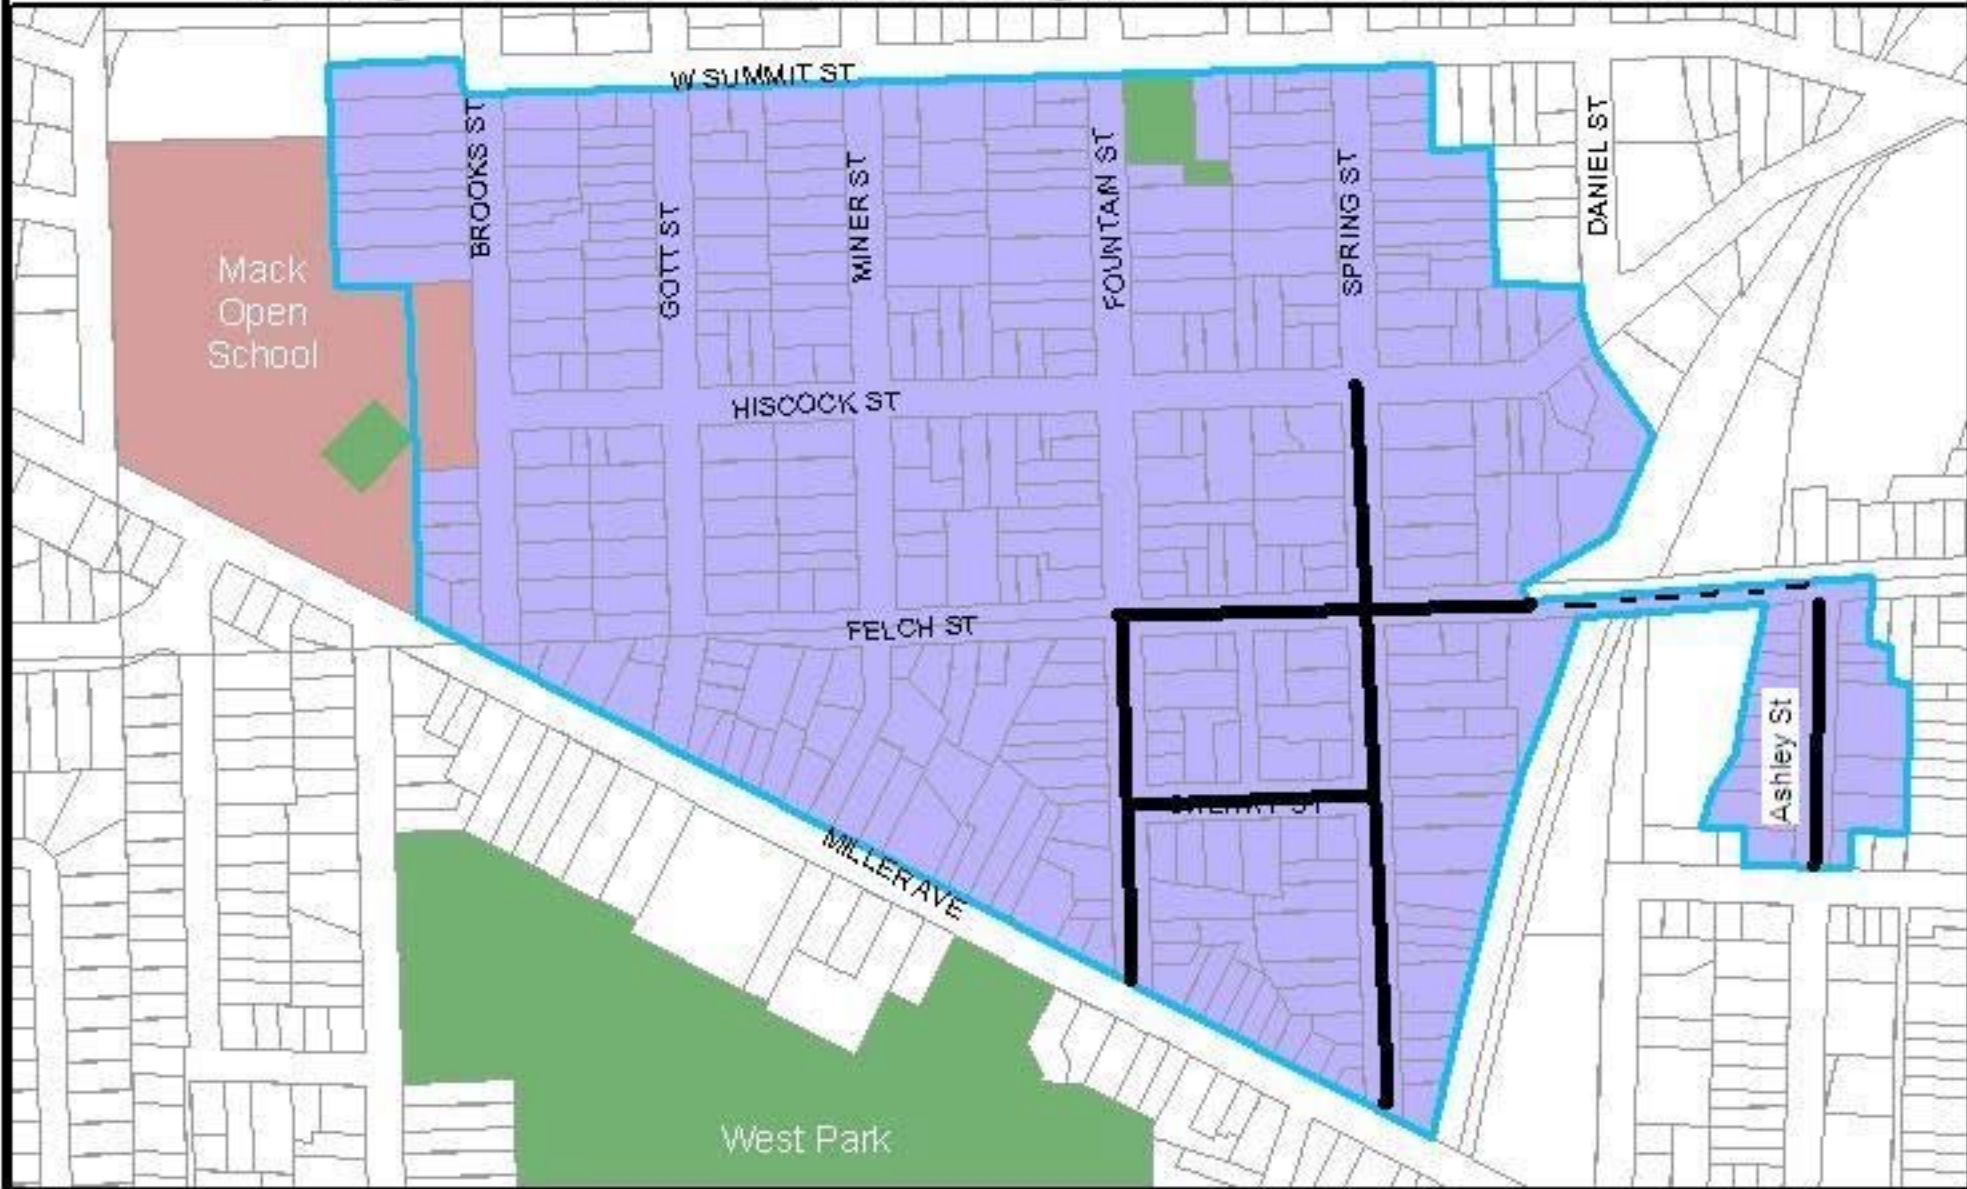 W SUMMIT ST
BROOKS ST
GOTT ST
MINER ST
FOUNTAIN ST
SPRING ST
DANIEL ST
Mack
Open
School
HISCOCK ST
FELCH ST
Ashley St
ST
MILLER AVE
West Park